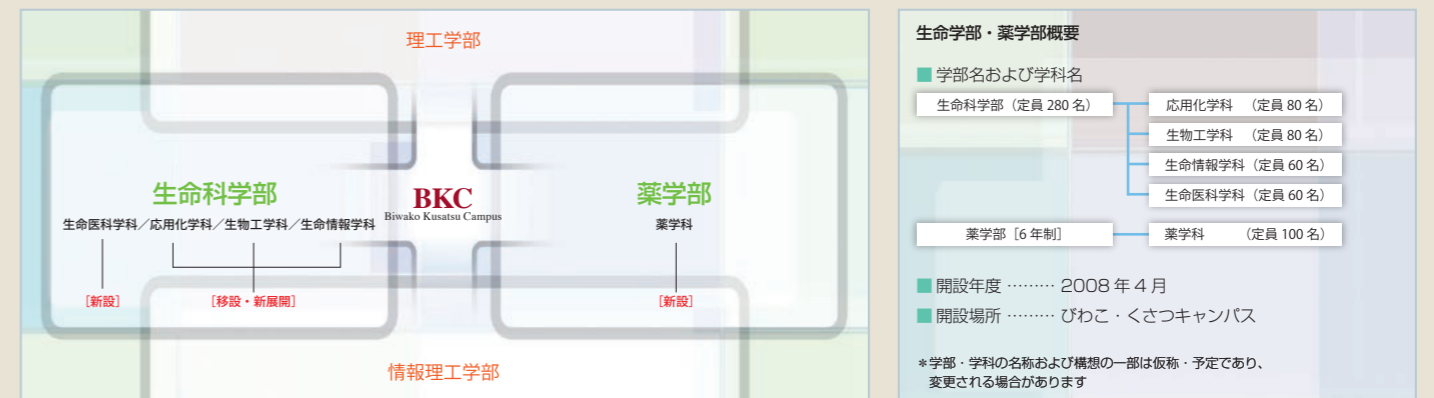 理工学部
生命科学部
生命医科学科／応用化学科／生物工学科／生命情報学科
［新設］
［移設・新展開］
BKC
Biwako Kusatsu Campus
薬学部
薬学科
［新設］
情報理工学部
生命学部・薬学部概要
■ 学部名および学科名
生命科学部（定員 280 名）
応用化学科 （定員 80 名）
生物工学科 （定員 80 名）
生命情報学科（定員 60 名）
生命医科学科（定員 60 名）
薬学部［6 年制］
薬学科 （定員 100 名）
■ 開設年度 ……… 2008 年 4 月
■ 開設場所 ……… びわこ・くさつキャンパス
＊学部・学科の名称および構想の一部は仮称・予定であり、
変更される場合があります